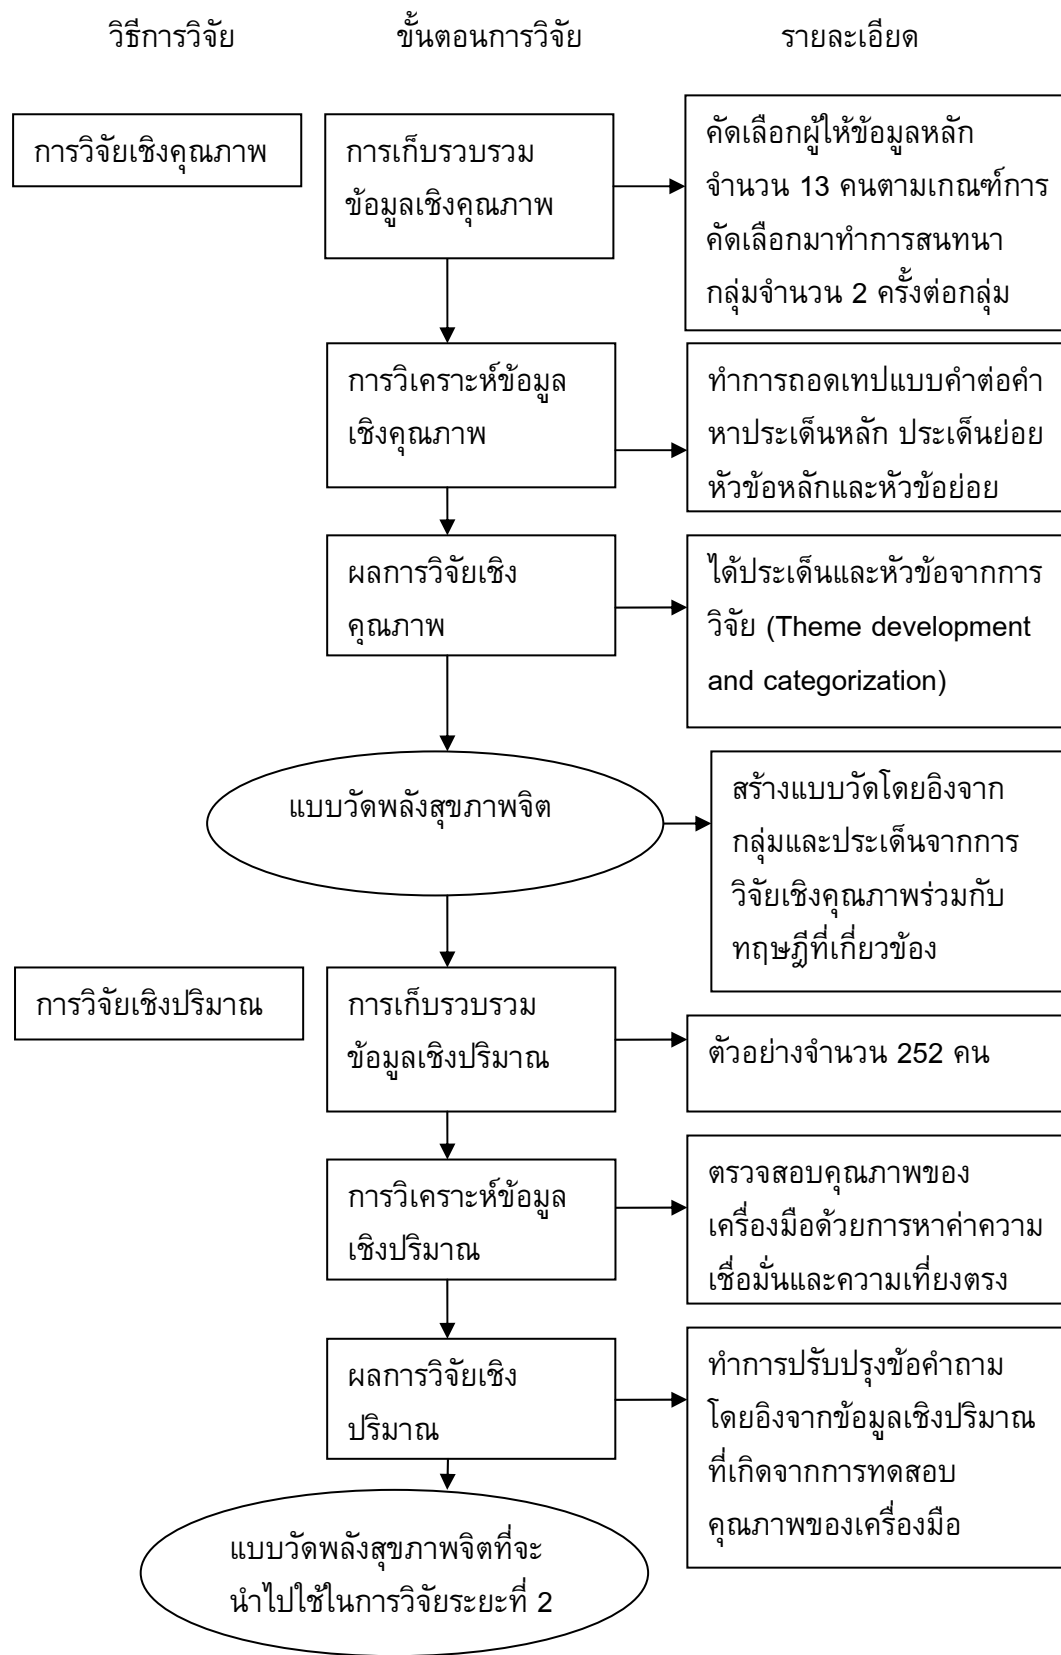 วิธีการวิจัย
ขั้นตอนการวิจัย
รายละเอียด
การวิจัยเชิงคุณภาพ
การเก็บรวบรวม
ข้อมูลเชิงคุณภาพ
คัดเลือกผู้ให้ข้อมูลหลัก
จำนวน 13 คนตามเกณฑ์การ
คัดเลือกมาทำการสนทนา
กลุ่มจำนวน 2 ครั้งต่อกลุ่ม
การวิเคราะห์ข้อมูล
เชิงคุณภาพ
ทำการถอดเทปแบบคำต่อคำ
หาประเด็นหลัก ประเด็นย่อย
หัวข้อหลักและหัวข้อย่อย
ผลการวิจัยเชิง
คุณภาพ
ได้ประเด็นและหัวข้อจากการ
วิจัย (Theme development
and categorization)
แบบวัดพลังสุขภาพจิต
สร้างแบบวัดโดยอิงจาก
กลุ่มและประเด็นจากการ
วิจัยเชิงคุณภาพร่วมกับ
ทฤษฎีที่เกี่ยวข้อง
การวิจัยเชิงปริมาณ
การเก็บรวบรวม
ข้อมูลเชิงปริมาณ
ตัวอย่างจำนวน 252 คน
การวิเคราะห์ข้อมูล
เชิงปริมาณ
ตรวจสอบคุณภาพของ
เครื่องมือด้วยการหาค่าความ
เชื่อมั่นและความเที่ยงตรง
ผลการวิจัยเชิง
ปริมาณ
ทำการปรับปรุงข้อคำถาม
โดยอิงจากข้อมูลเชิงปริมาณ
ที่เกิดจากการทดสอบ
คุณภาพของเครื่องมือ
แบบวัดพลังสุขภาพจิตที่จะ
นำไปใช้ในการวิจัยระยะที่ 2